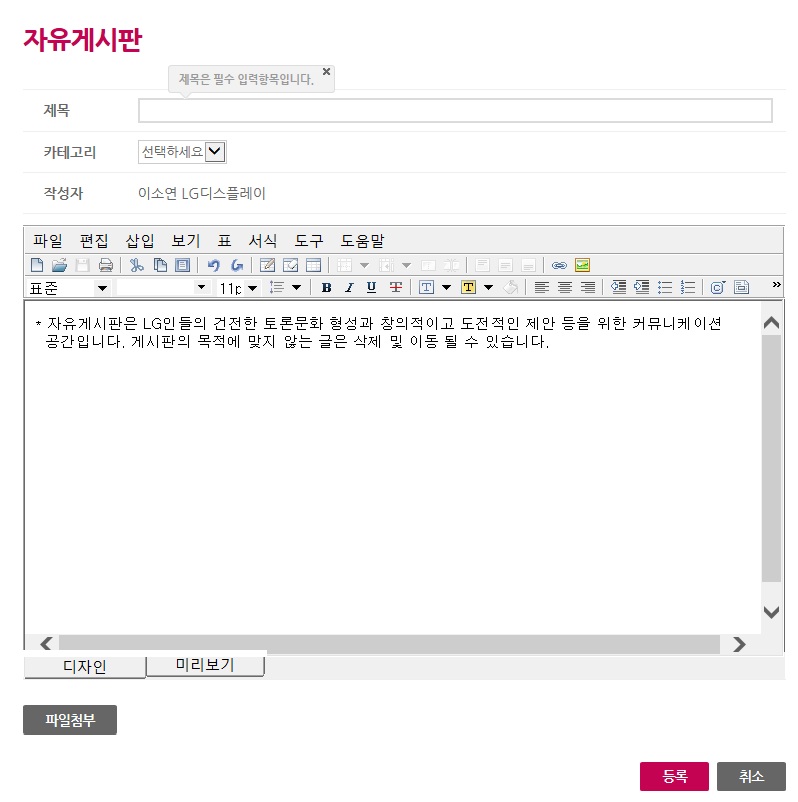 자유게시판
제목은 필수 입력항목입니다.
제목
카테고리 선택하세요
작성자 이소연 LG디스플레이
파일 편집 삽입 보기 표 서식 도구 도움말
표준 11p
* 자유게시판은 LG인들의 건전한 토론문화 형성과 창의적이고 도전적인 제안 등을 위한 커뮤니케이션
공간입니다. 게시판의 목적에 맞지 않는 글은 삭제 및 이동 될 수 있습니다.
디자인 미리보기
파일첨부
등록 취소